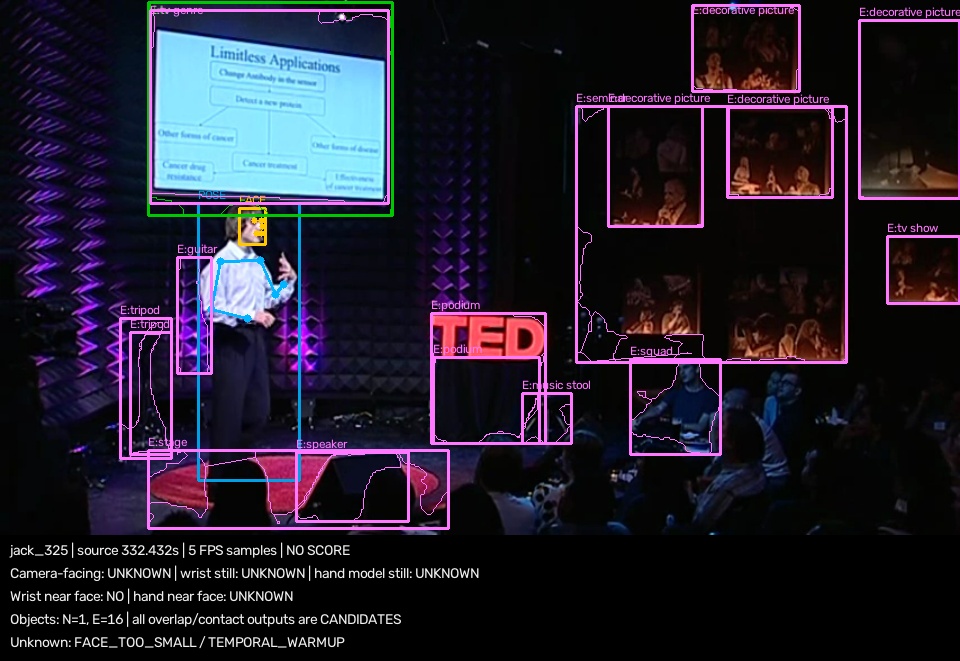 E:tv genre
Limitless Applications
Change Antibody in the sensor
Detect a new protein
Other forms of cancer
Other forms of disease
Cancer drug
resistance
Cancer treatment
Effectiveness
of cancer treatment
E:decorative picture
E:decorative picture
E:decorative picture
E:decorative picture
POSE
FACE
E:guitar
E:tv show
E:tripod
E:tripod
E:podium
TED
E:podium
E:squad
E:music stool
E:stage
E:speaker
jack_325 | source 332.432s | 5 FPS samples | NO SCORE
Camera-facing: UNKNOWN | wrist still: UNKNOWN | hand model still: UNKNOWN
Wrist near face: NO | hand near face: UNKNOWN
Objects: N=1, E=16 | all overlap/contact outputs are CANDIDATES
Unknown: FACE_TOO_SMALL / TEMPORAL_WARMUP